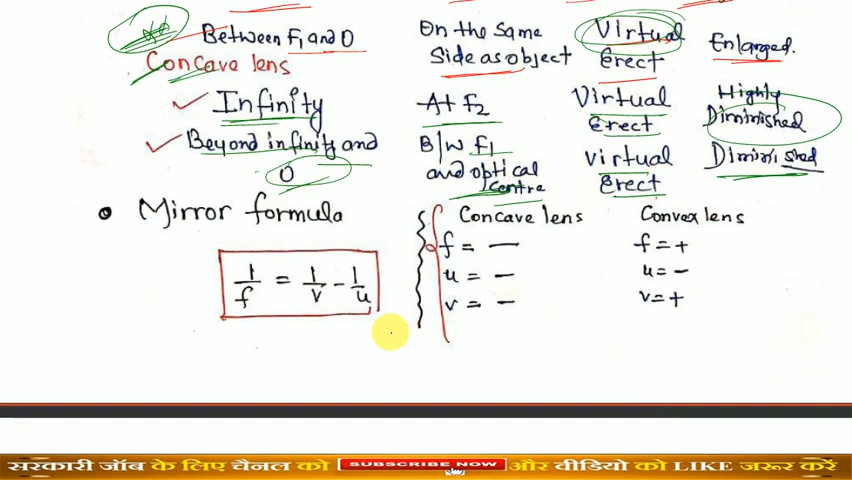 Between F1 and O On the Same Side as object Virtual Erect Enlarged.
Concave lens
Infinity At F2 Virtual Erect Highly Diminished
Beyond infinity and O B/W F1 and optical Centre Virtual Erect Diminished
• Mirror formula
1/f = 1/v - 1/u
Concave lens Convex lens
f = — f = +
u = - u = -
v = - v = +
सरकारी जॉब के लिए चैनल को SUBSCRIBE NOW और वीडियो को LIKE जरूर करें